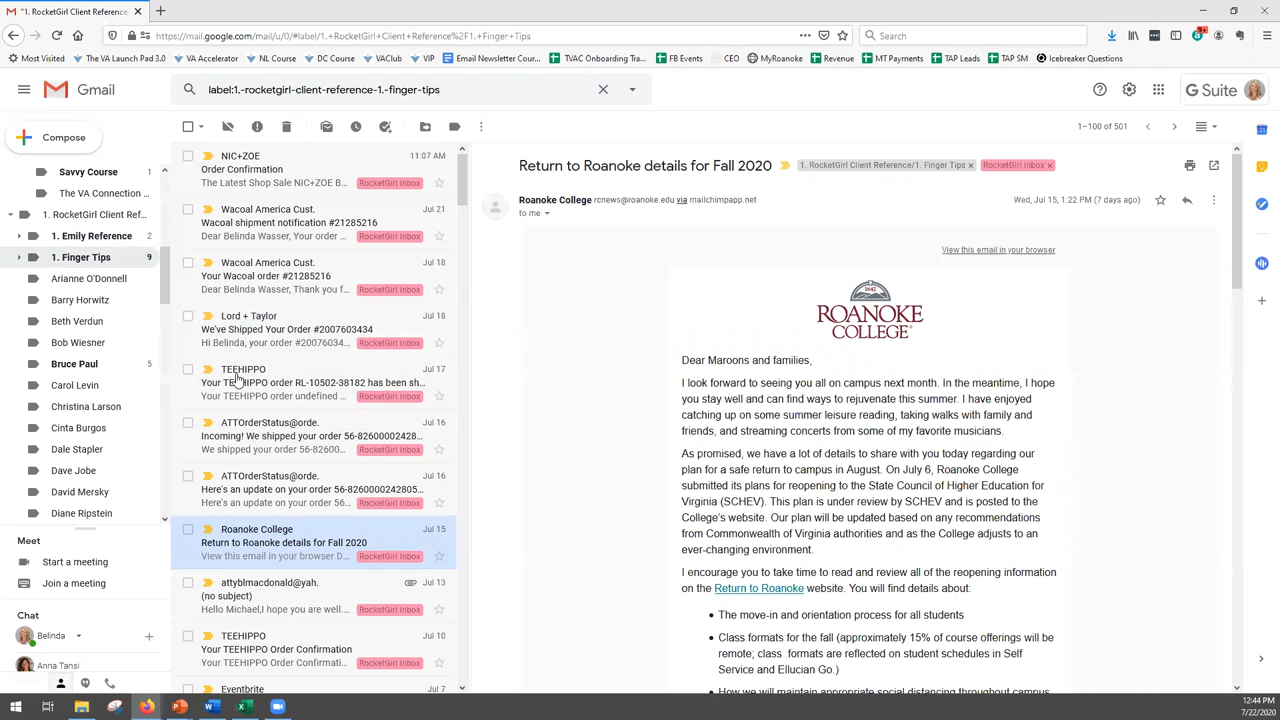 "1. RocketGirl Client Reference
https://mail.google.com/mail/u/0/#label/1.+RocketGirl+Client+Reference%2F1.+Finger+Tips
Search
Most Visited
The VA Launch Pad 3.0
VA Accelerator
NL Course
DC Course
VAClub
VIP
Email Newsletter Cour...
TVAC Onboarding Tra...
FB Events
CEO
MyRoanoke
Revenue
MT Payments
TAP Leads
TAP SM
Icebreaker Questions
Gmail
label:1.-rocketgirl-client-reference-1.-finger-tips
G Suite
Compose
1–100 of 501
Savvy Course 1
The VA Connection ...
1. RocketGirl Client Ref...
1. Emily Reference 2
1. Finger Tips 9
Arianne O'Donnell
Barry Horwitz
Beth Verdun
Bob Wiesner
Bruce Paul 5
Carol Levin
Christina Larson
Cinta Burgos
Dale Stapler
Dave Jobe
David Mersky
Diane Ripstein
Meet
Start a meeting
Join a meeting
Chat
Belinda
Anna Tansi
NIC+ZOE 11:07 AM
Order Confirmation
The Latest Shop Sale NIC+ZOE B... RocketGirl Inbox
Wacoal America Cust. Jul 21
Wacoal shipment notification #21285216
Dear Belinda Wasser, Your order ... RocketGirl Inbox
Wacoal America Cust. Jul 18
Your Wacoal order #21285216
Dear Belinda Wasser, Thank you f... RocketGirl Inbox
Lord + Taylor Jul 18
We've Shipped Your Order #2007603434
Hi Belinda, your order #20076034... RocketGirl Inbox
TEEHIPPO Jul 17
Your TEEHIPPO order RL-10502-38182 has been sh...
Your TEEHIPPO order undefined ... RocketGirl Inbox
ATTOrderStatus@orde. Jul 16
Incoming! We shipped your order 56-82600002428...
We shipped your order 56-82600... RocketGirl Inbox
ATTOrderStatus@orde. Jul 16
Here's an update on your order 56-8260000242805...
Here's an update on your order ... RocketGirl Inbox
Roanoke College Jul 15
Return to Roanoke details for Fall 2020
View this email in your browser D... RocketGirl Inbox
attyblmacdonald@yah. Jul 13
(no subject)
Hello Michael,I hope you are well. ... RocketGirl Inbox
TEEHIPPO Jul 10
Your TEEHIPPO Order Confirmation
Your TEEHIPPO Order Confirmati... RocketGirl Inbox
Eventbrite Jul 7
Return to Roanoke details for Fall 2020
1. RocketGirl Client Reference/1. Finger Tips x
RocketGirl Inbox x
Roanoke College rcnews@roanoke.edu via mailchimpapp.net
Wed, Jul 15, 1:22 PM (7 days ago)
to me
View this email in your browser
1842
ROANOKE
COLLEGE
Dear Maroons and families,
I look forward to seeing you all on campus next month. In the meantime, I hope
you stay well and can find ways to rejuvenate this summer. I have enjoyed
catching up on some summer leisure reading, taking walks with family and
friends, and streaming concerts from some of my favorite musicians.
As promised, we have a lot of details to share with you today regarding our
plan for a safe return to campus in August. On July 6, Roanoke College
submitted its plans for reopening to the State Council of Higher Education for
Virginia (SCHEV). This plan is under review by SCHEV and is posted to the
College's website. Our plan will be updated based on any recommendations
from Commonwealth of Virginia authorities and as the College adjusts to an
ever-changing environment.
I encourage you to take time to read and review all of the reopening information
on the Return to Roanoke website. You will find details about:
• The move-in and orientation process for all students
• Class formats for the fall (approximately 15% of course offerings will be
remote; class formats are reflected on student schedules in Self
Service and Ellucian Go.)
• How we will maintain appropriate social distancing throughout campus
12:44 PM
7/22/2020